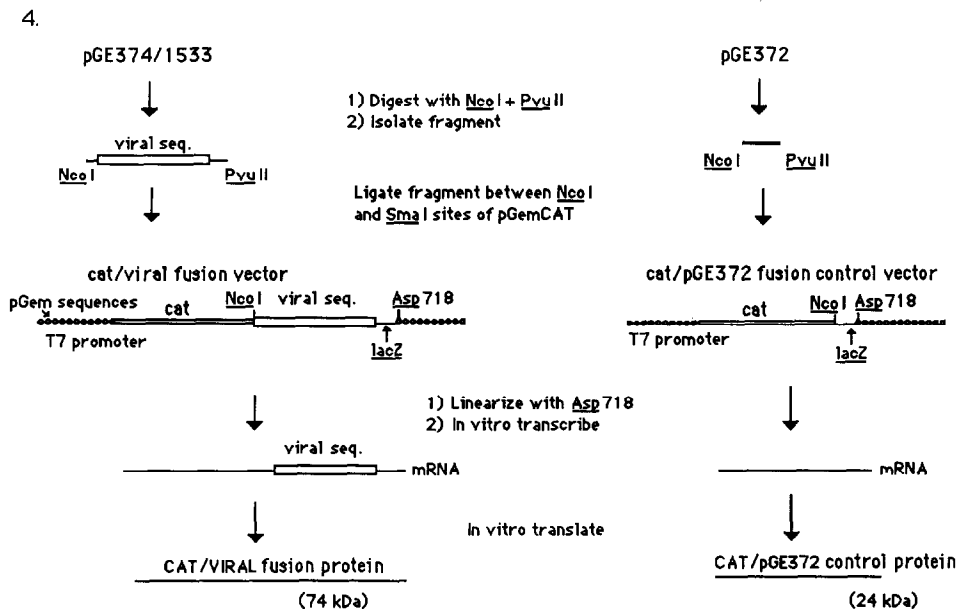 4.
pGE374/1533
pGE372
1) Digest with NcoI + PvuII
2) Isolate fragment
viral seq.
NcoI
PvuII
NcoI
PvuII
Ligate fragment between NcoI
and SmaI sites of pGemCAT
cat/viral fusion vector
cat/pGE372 fusion control vector
pGem sequences
cat
NcoI
viral seq.
Asp718
T7 promoter
lacZ
cat
NcoI
Asp718
T7 promoter
lacZ
1) Linearize with Asp718
2) In vitro transcribe
viral seq.
mRNA
mRNA
In vitro translate
CAT/VIRAL fusion protein
(74 kDa)
CAT/pGE372 control protein
(24 kDa)